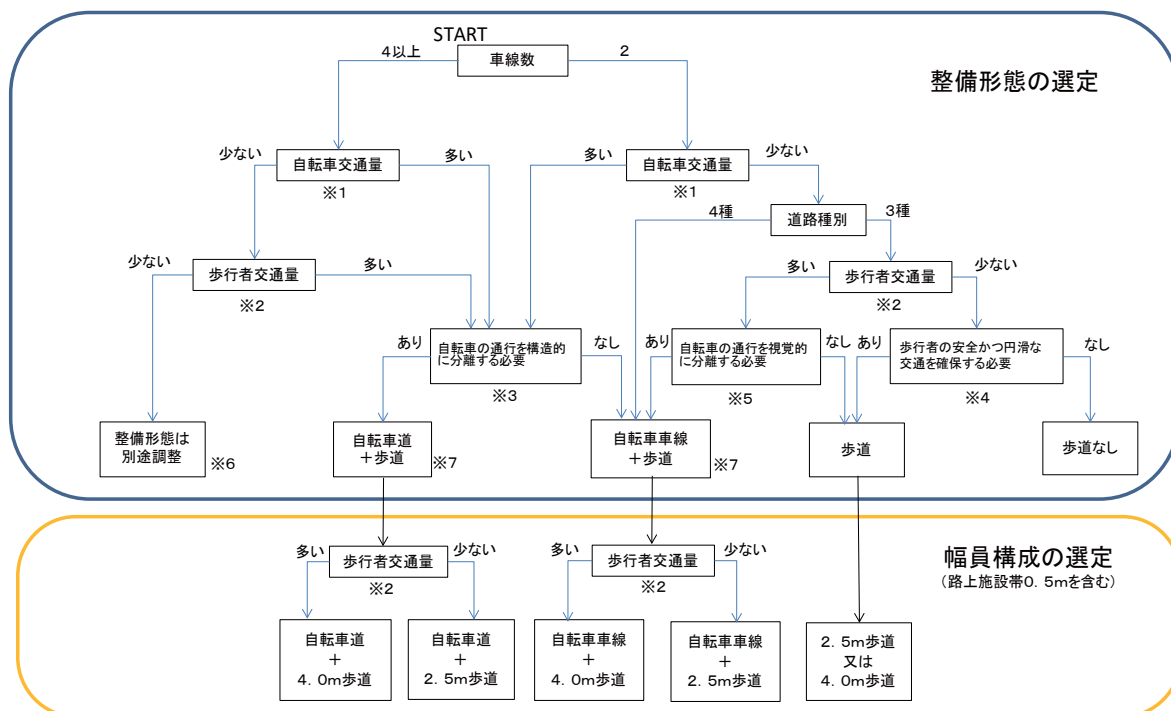 START
4以上
車線数
2
整備形態の選定
少ない
自転車交通量
多い
※1
多い
自転車交通量
少ない
※1
4種
道路種別
3種
少ない
歩行者交通量
多い
※2
多い
歩行者交通量
少ない
※2
あり
自転車の通行を構造的
に分離する必要
なし
※3
あり
自転車の通行を視覚的
に分離する必要
なし
※5
あり
歩行者の安全かつ円滑な
交通を確保する必要
なし
※4
整備形態は
別途調整
※6
自転車道
+歩道
※7
自転車車線
+歩道
※7
歩道
歩道なし
多い
歩行者交通量
少ない
※2
多い
歩行者交通量
少ない
※2
幅員構成の選定
(路上施設帯0.5mを含む)
自転車道
+
4.0m歩道
自転車道
+
2.5m歩道
自転車車線
+
4.0m歩道
自転車車線
+
2.5m歩道
2.5m歩道
又は
4.0m歩道